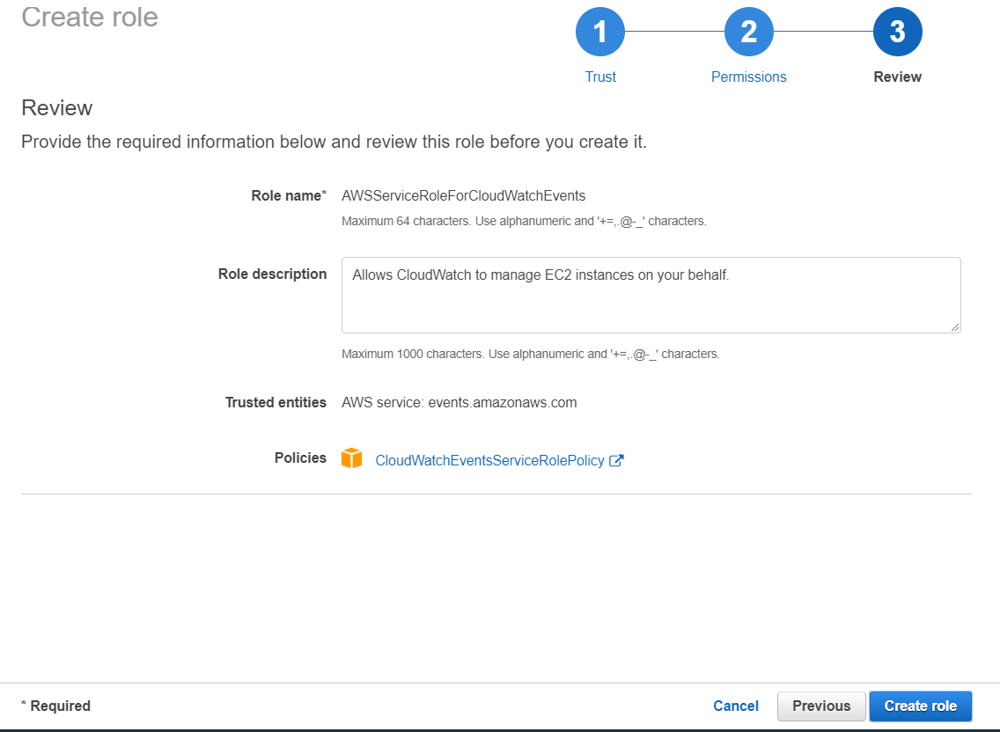 Create role
1 2 3
Trust Permissions Review
Review
Provide the required information below and review this role before you create it.
Role name* AWSServiceRoleForCloudWatchEvents
Maximum 64 characters. Use alphanumeric and '+=,.@-_' characters.
Role description Allows CloudWatch to manage EC2 instances on your behalf.
Maximum 1000 characters. Use alphanumeric and '+=,.@-_' characters.
Trusted entities AWS service: events.amazonaws.com
Policies CloudWatchEventsServiceRolePolicy
* Required Cancel Previous Create role